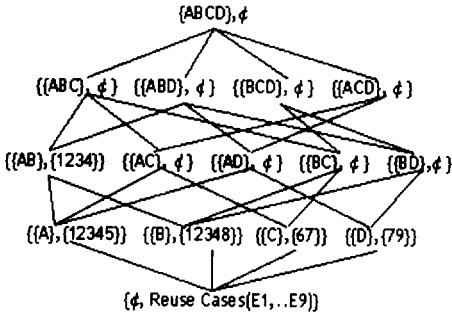 {ABCD},¢
{{ABC}, ¢ } {{ABD}, ¢ } {{BCD}, ¢ } {{ACD}, ¢ }
{{AB},{1234}} {{AC}, ¢ } {{AD}, ¢ } {{BC}, ¢ } {{BD},¢ }
{{A},{12345}} {{B},{12348}} {{C},{67}} {{D},{79}}
{¢, Reuse Cases(E1,..E9)}